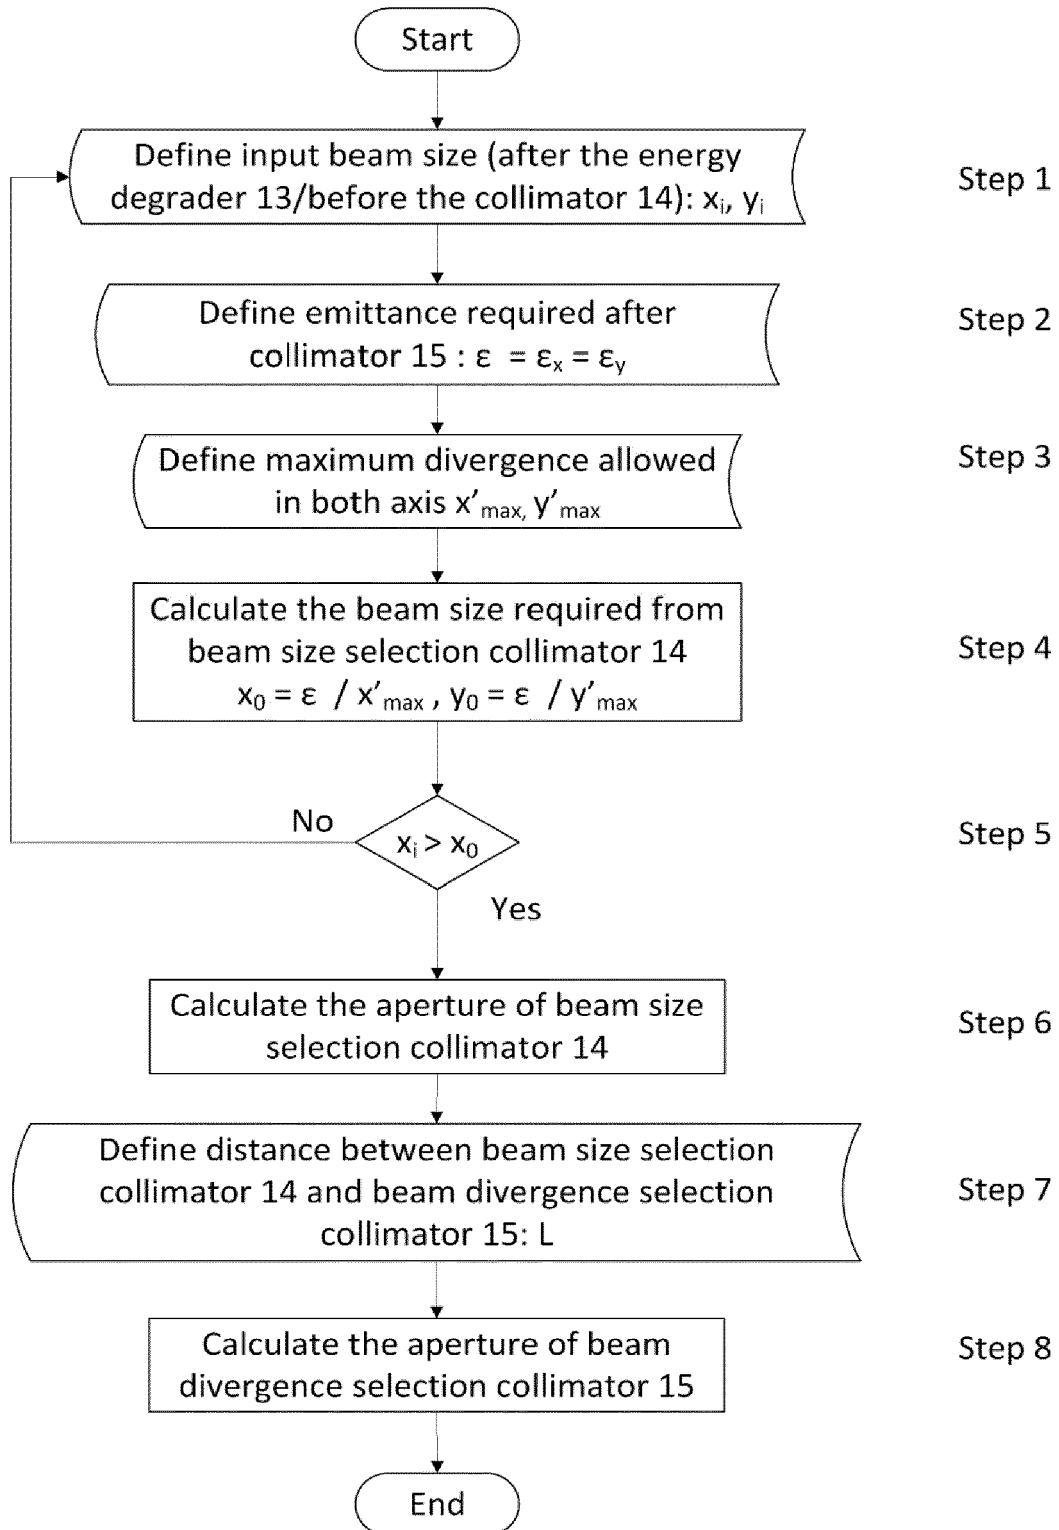 Start
Define input beam size (after the energy
degrader 13/before the collimator 14): xᵢ, yᵢ
Step 1
Define emittance required after
collimator 15 : ε = εₓ = ε_y
Step 2
Define maximum divergence allowed
in both axis x'max, y'max
Step 3
Calculate the beam size required from
beam size selection collimator 14
x₀ = ε / x'max , y₀ = ε / y'max
Step 4
No
xᵢ > x₀
Step 5
Yes
Calculate the aperture of beam size
selection collimator 14
Step 6
Define distance between beam size selection
collimator 14 and beam divergence selection
collimator 15: L
Step 7
Calculate the aperture of beam
divergence selection collimator 15
Step 8
End